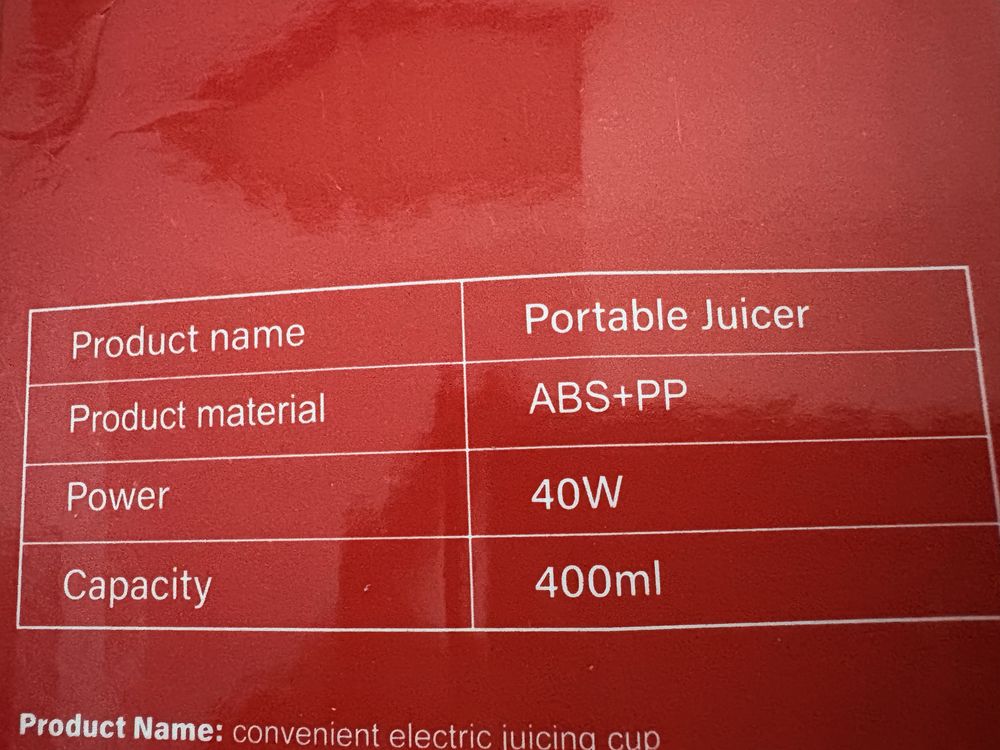 Product name Portable Juicer
Product material ABS+PP
Power 40W
Capacity 400ml
Product Name: convenient electric juicing cup